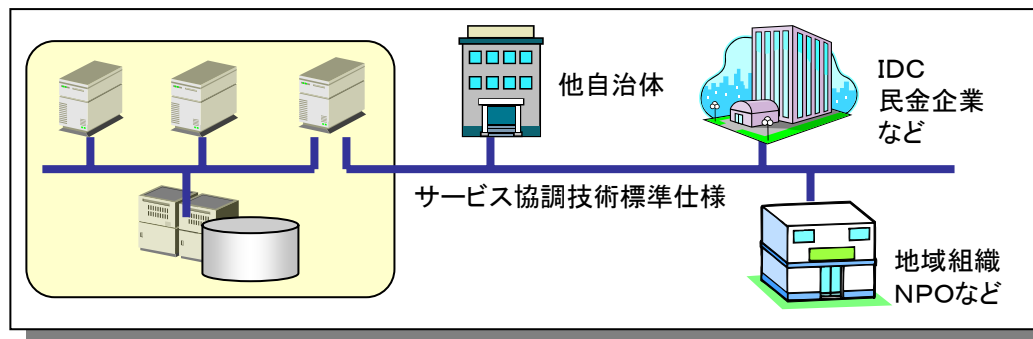 他自治体
IDC
民金企業
など
サービス協調技術標準仕様
地域組織
NPOなど